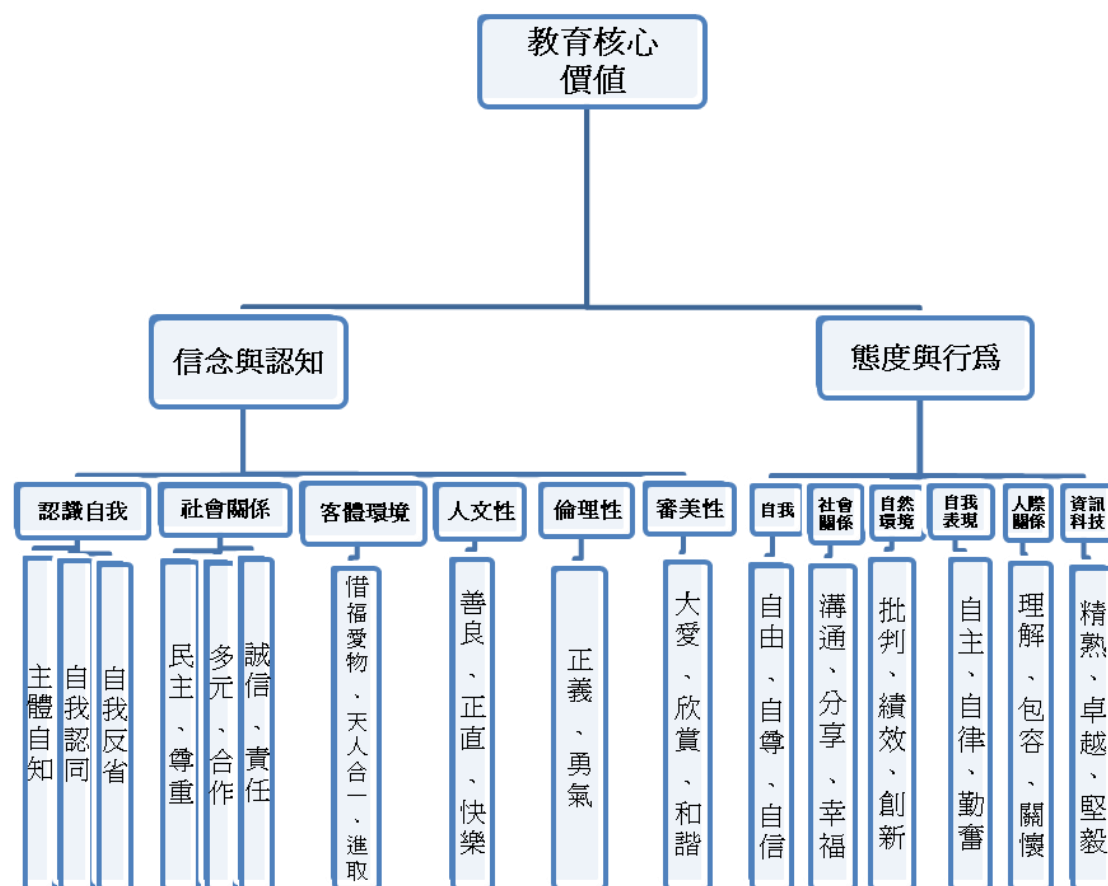 教育核心
價值
信念與認知
態度與行為
認識自我
社會關係
客體環境
人文性
倫理性
審美性
自我
社會
關係
自然
環境
自我
表現
人際
關係
資訊
科技
主體自知
自我認同
自我反省
民主、尊重
多元、合作
誠信、責任
惜福愛物、天人合一、進取
善良、正直、快樂
正義、勇氣
大愛、欣賞、和諧
自由、自尊、自信
溝通、分享、幸福
批判、績效、創新
自主、自律、勤奮
理解、包容、關懷
精熟、卓越、堅毅